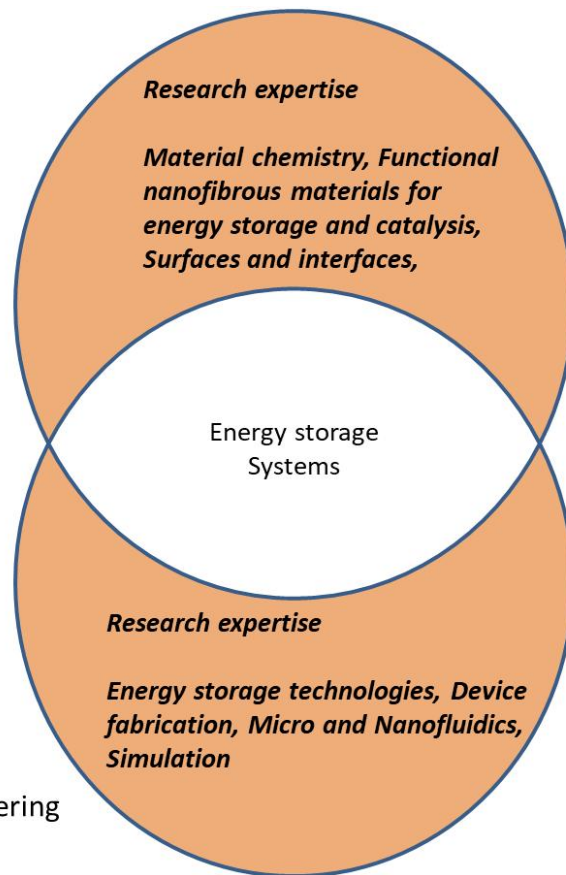 Research expertise
Material chemistry, Functional
nanofibrous materials for
energy storage and catalysis,
Surfaces and interfaces,
Energy storage
Systems
Research expertise
Energy storage technologies, Device
fabrication, Micro and Nanofluidics,
Simulation
ering